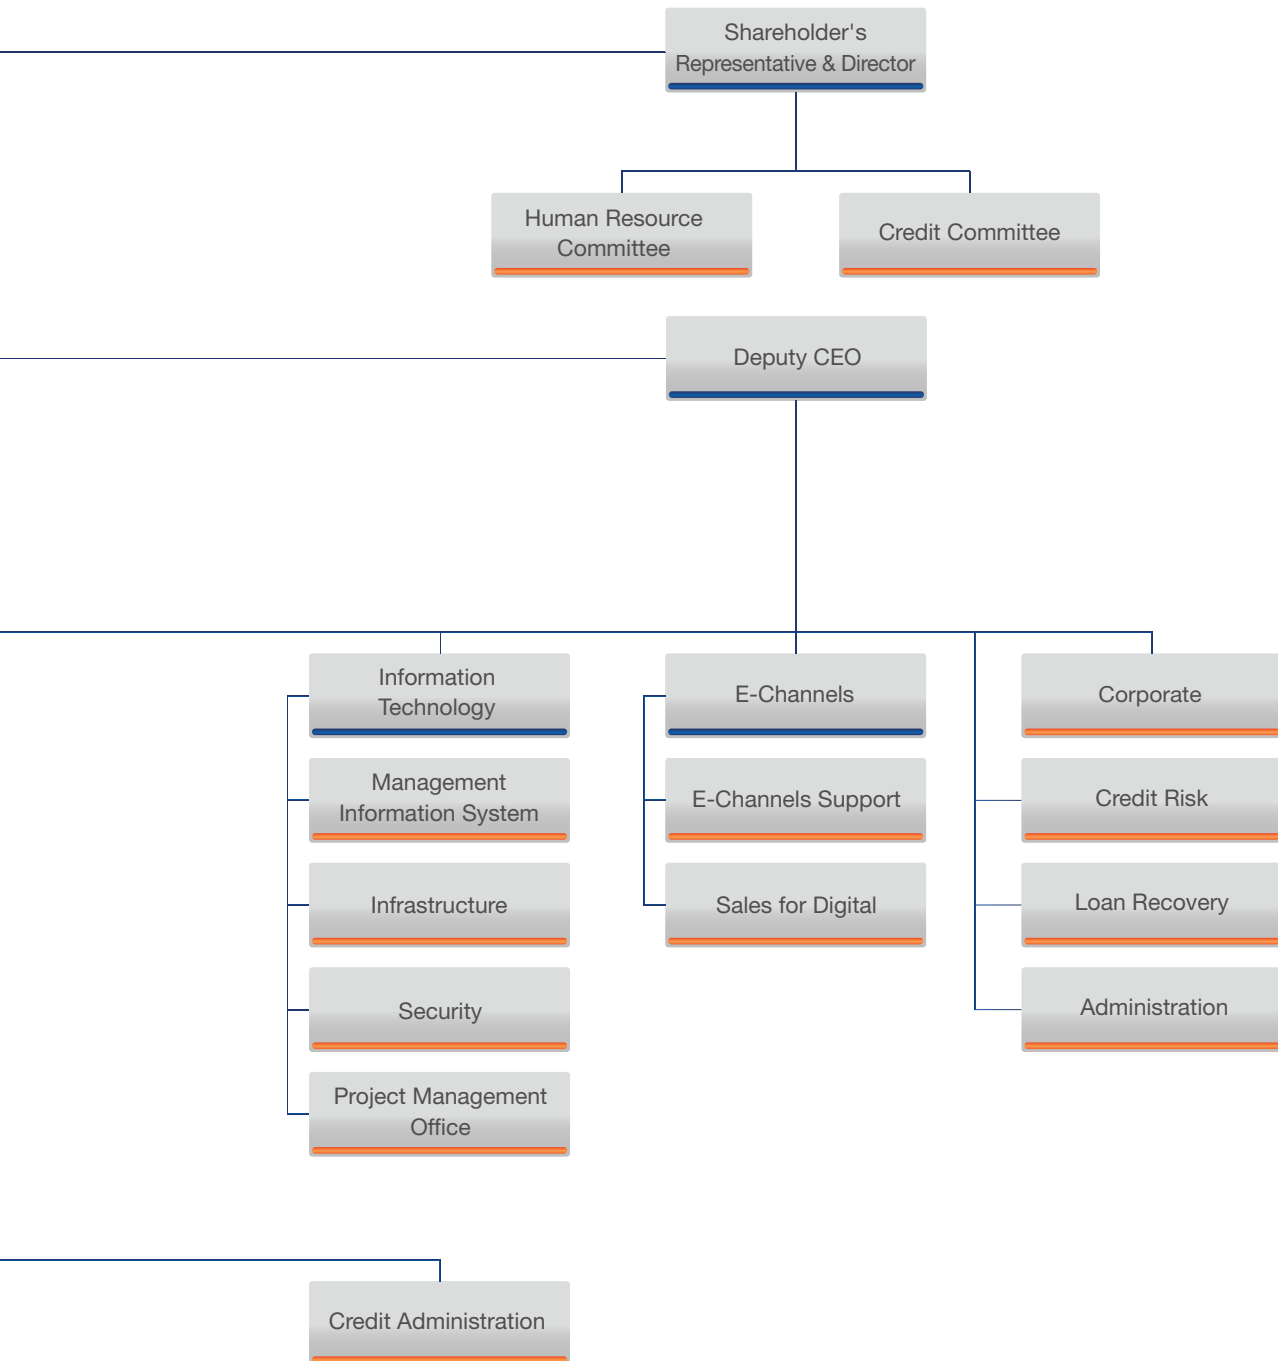 Shareholder's
Representative & Director
Human Resource
Committee
Credit Committee
Deputy CEO
Information
Technology
Management
Information System
Infrastructure
Security
Project Management
Office
E-Channels
E-Channels Support
Sales for Digital
Corporate
Credit Risk
Loan Recovery
Administration
Credit Administration